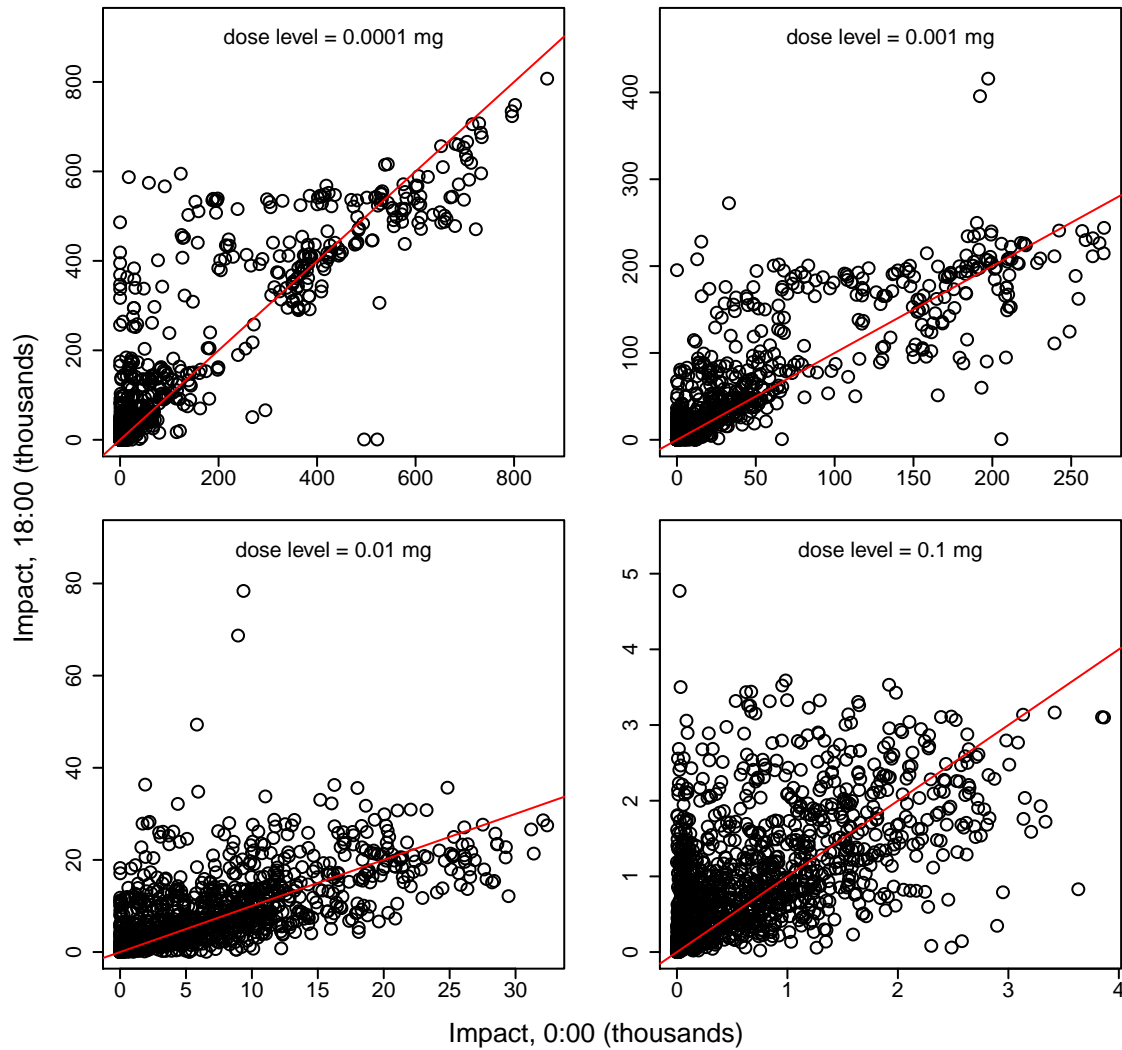 dose level = 0.0001 mg
800
600
400
200
0
0 200 400 600 800
dose level = 0.001 mg
400
300
200
100
0
0 50 100 150 200 250
Impact, 18:00 (thousands)
dose level = 0.01 mg
80
60
40
20
0
0 5 10 15 20 25 30
dose level = 0.1 mg
5
4
3
2
1
0
0 1 2 3 4
Impact, 0:00 (thousands)